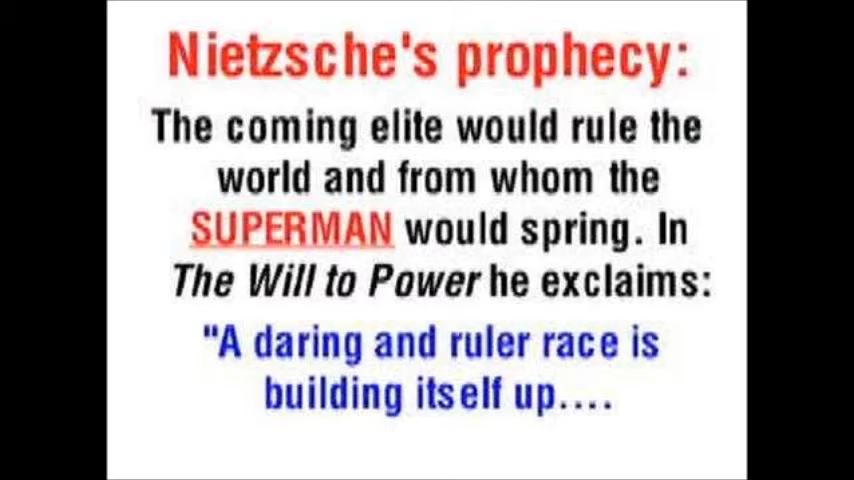 Nietzsche's prophecy:
The coming elite would rule the
world and from whom the
SUPERMAN would spring. In
The Will to Power he exclaims:
"A daring and ruler race is
building itself up....